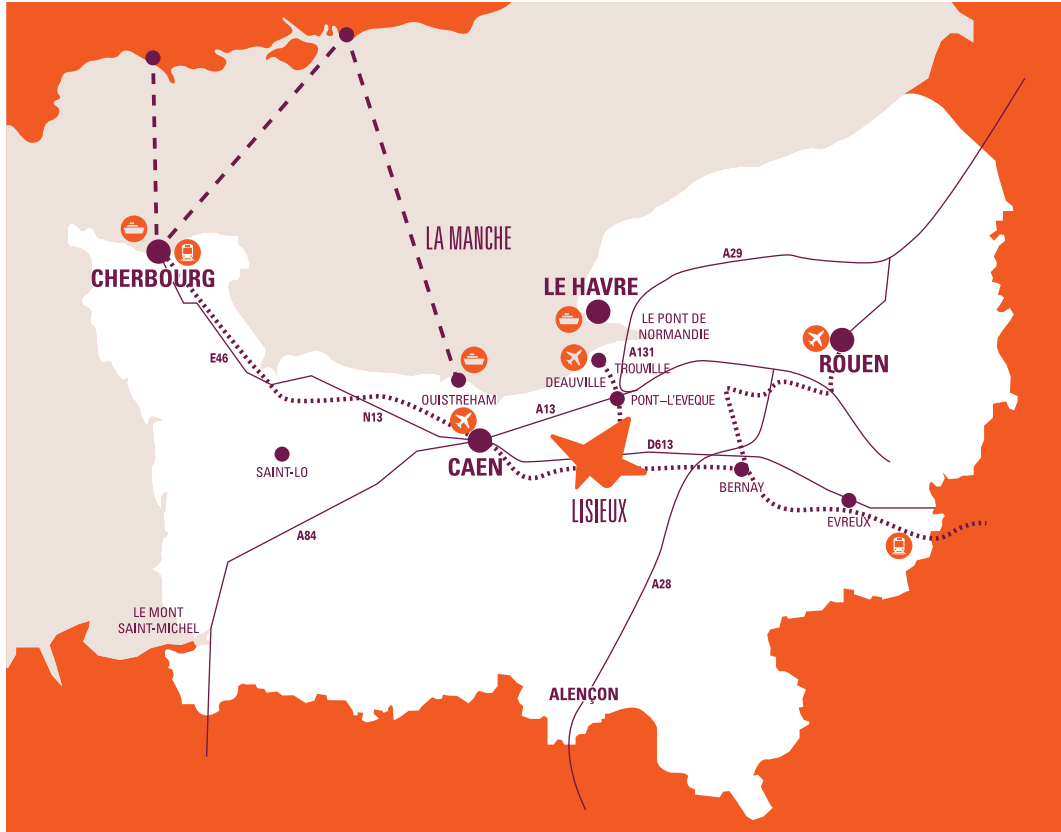 LA MANCHE
CHERBOURG
A29
LE HAVRE
LE PONT DE
NORMANDIE
A131
TROUVILLE
ROUEN
E46
DEAUVILLE
OUISTREHAM
PONT–L'EVEQUE
N13
A13
CAEN
D613
SAINT-LO
BERNAY
LISIEUX
EVREUX
A84
A28
LE MONT
SAINT-MICHEL
ALENÇON